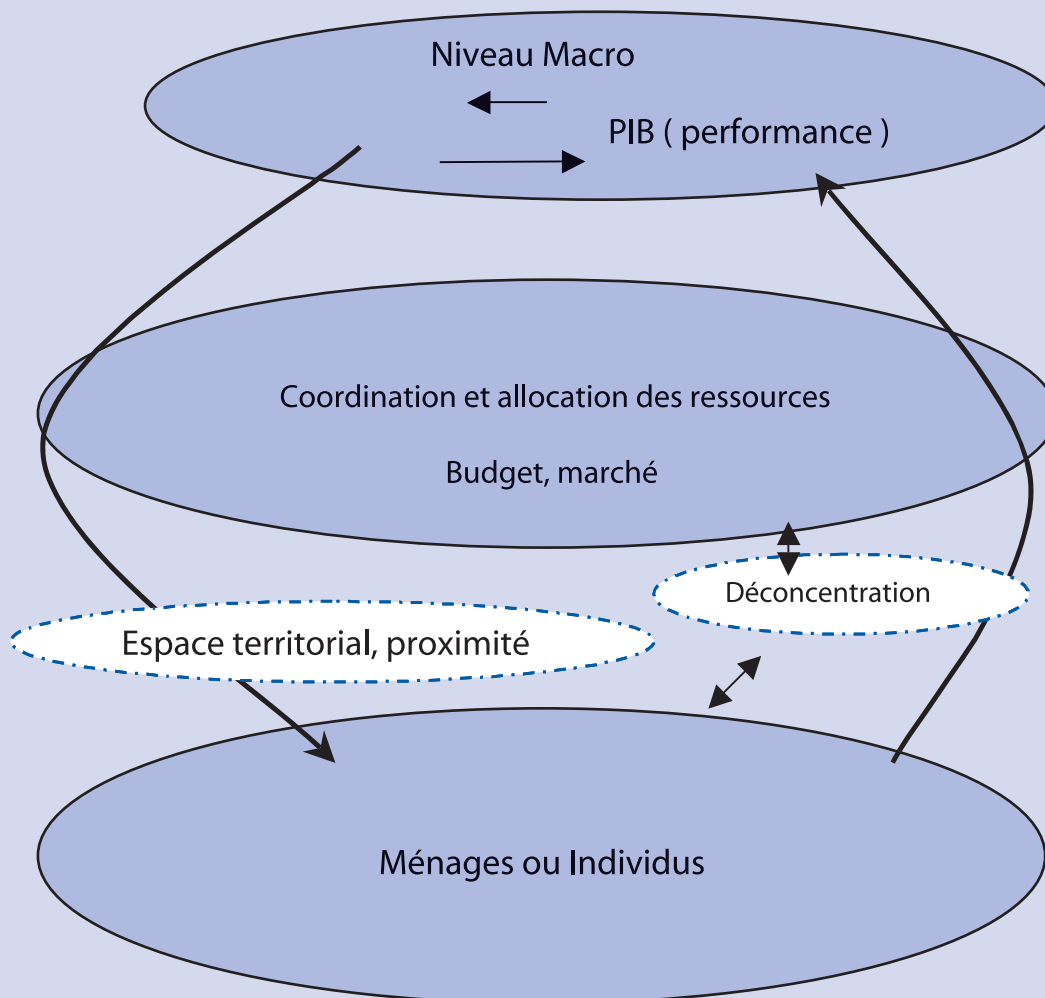 Niveau Macro
PIB ( performance )
Coordination et allocation des ressources
Budget, marché
Déconcentration
Espace territorial, proximité
Ménages ou Individus